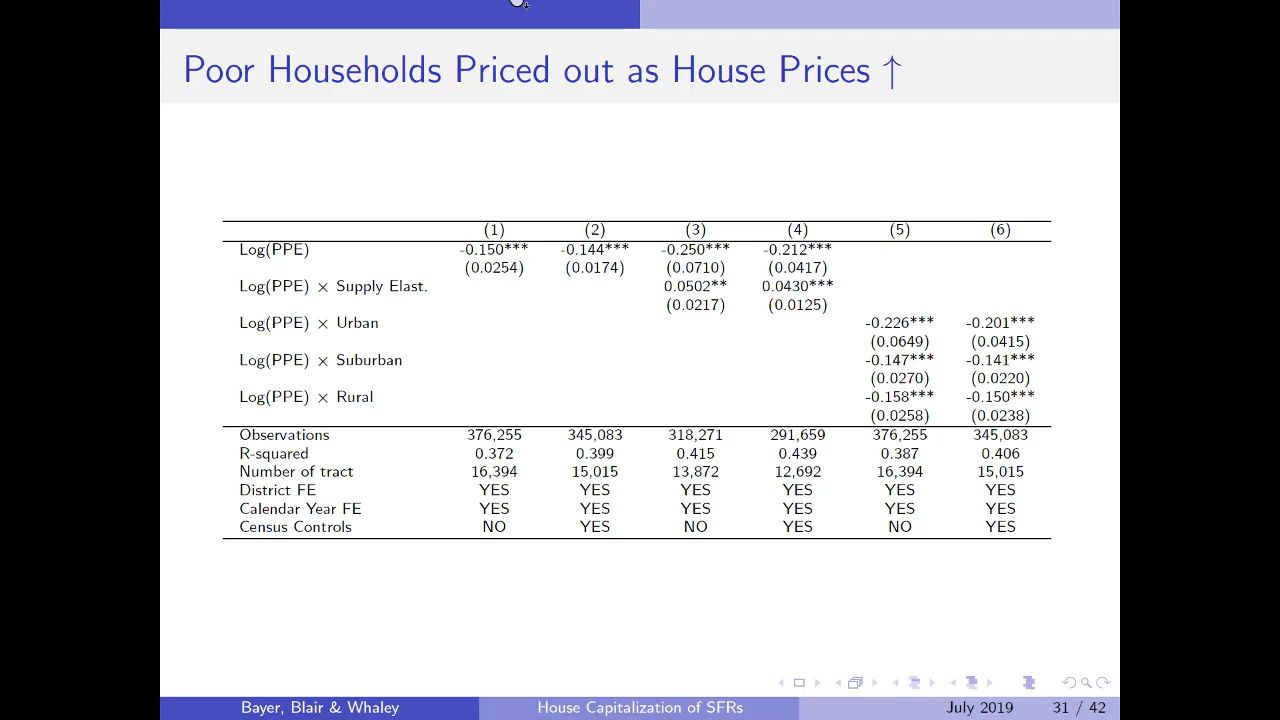 Poor Households Priced out as House Prices ↑
(1) (2) (3) (4) (5) (6)
Log(PPE) -0.150*** -0.144*** -0.250*** -0.212***
(0.0254) (0.0174) (0.0710) (0.0417)
Log(PPE) × Supply Elast. 0.0502** 0.0430***
(0.0217) (0.0125)
Log(PPE) × Urban -0.226*** -0.201***
(0.0649) (0.0415)
Log(PPE) × Suburban -0.147*** -0.141***
(0.0270) (0.0220)
Log(PPE) × Rural -0.158*** -0.150***
(0.0258) (0.0238)
Observations 376,255 345,083 318,271 291,659 376,255 345,083
R-squared 0.372 0.399 0.415 0.439 0.387 0.406
Number of tract 16,394 15,015 13,872 12,692 16,394 15,015
District FE YES YES YES YES YES YES
Calendar Year FE YES YES YES YES YES YES
Census Controls NO YES NO YES NO YES
Bayer, Blair & Whaley House Capitalization of SFRs July 2019 31 / 42